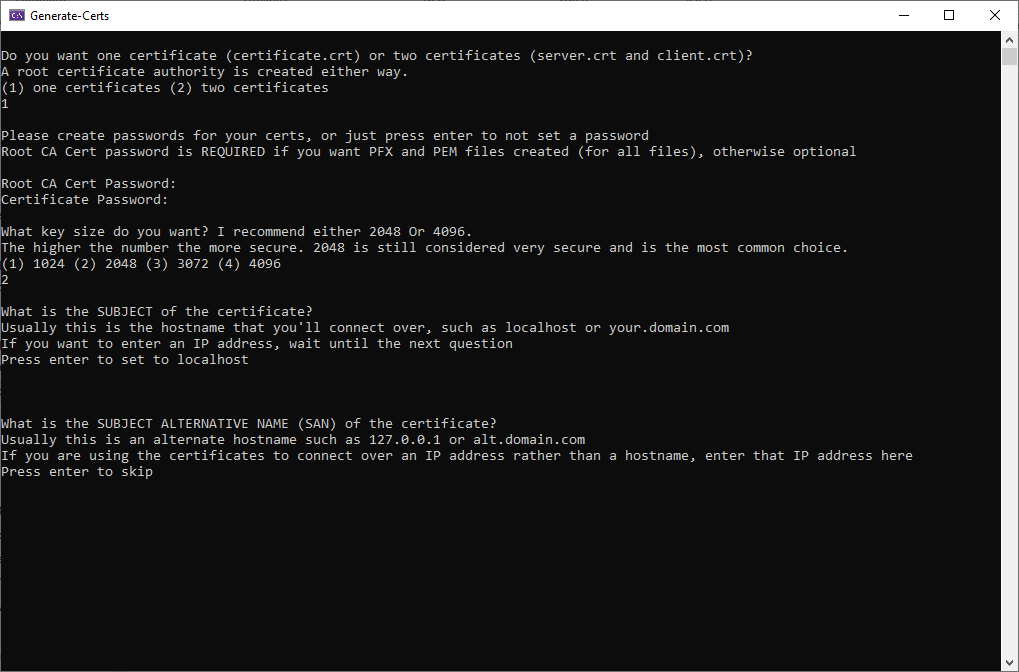 Generate-Certs
Do you want one certificate (certificate.crt) or two certificates (server.crt and client.crt)?
A root certificate authority is created either way.
(1) one certificates (2) two certificates
1
Please create passwords for your certs, or just press enter to not set a password
Root CA Cert password is REQUIRED if you want PFX and PEM files created (for all files), otherwise optional
Root CA Cert Password:
Certificate Password:
What key size do you want? I recommend either 2048 Or 4096.
The higher the number the more secure. 2048 is still considered very secure and is the most common choice.
(1) 1024 (2) 2048 (3) 3072 (4) 4096
2
What is the SUBJECT of the certificate?
Usually this is the hostname that you'll connect over, such as localhost or your.domain.com
If you want to enter an IP address, wait until the next question
Press enter to set to localhost
What is the SUBJECT ALTERNATIVE NAME (SAN) of the certificate?
Usually this is an alternate hostname such as 127.0.0.1 or alt.domain.com
If you are using the certificates to connect over an IP address rather than a hostname, enter that IP address here
Press enter to skip